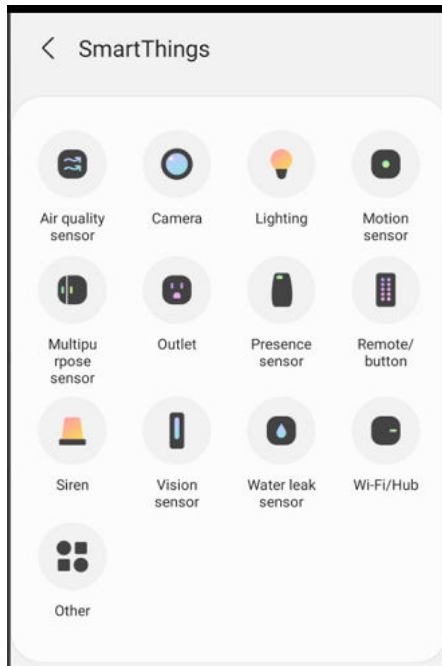 SmartThings
Air quality
sensor
Camera
Lighting
Motion
sensor
Multipu
rpose
sensor
Outlet
Presence
sensor
Remote/
button
Siren
Vision
sensor
Water leak
sensor
Wi-Fi/Hub
Other